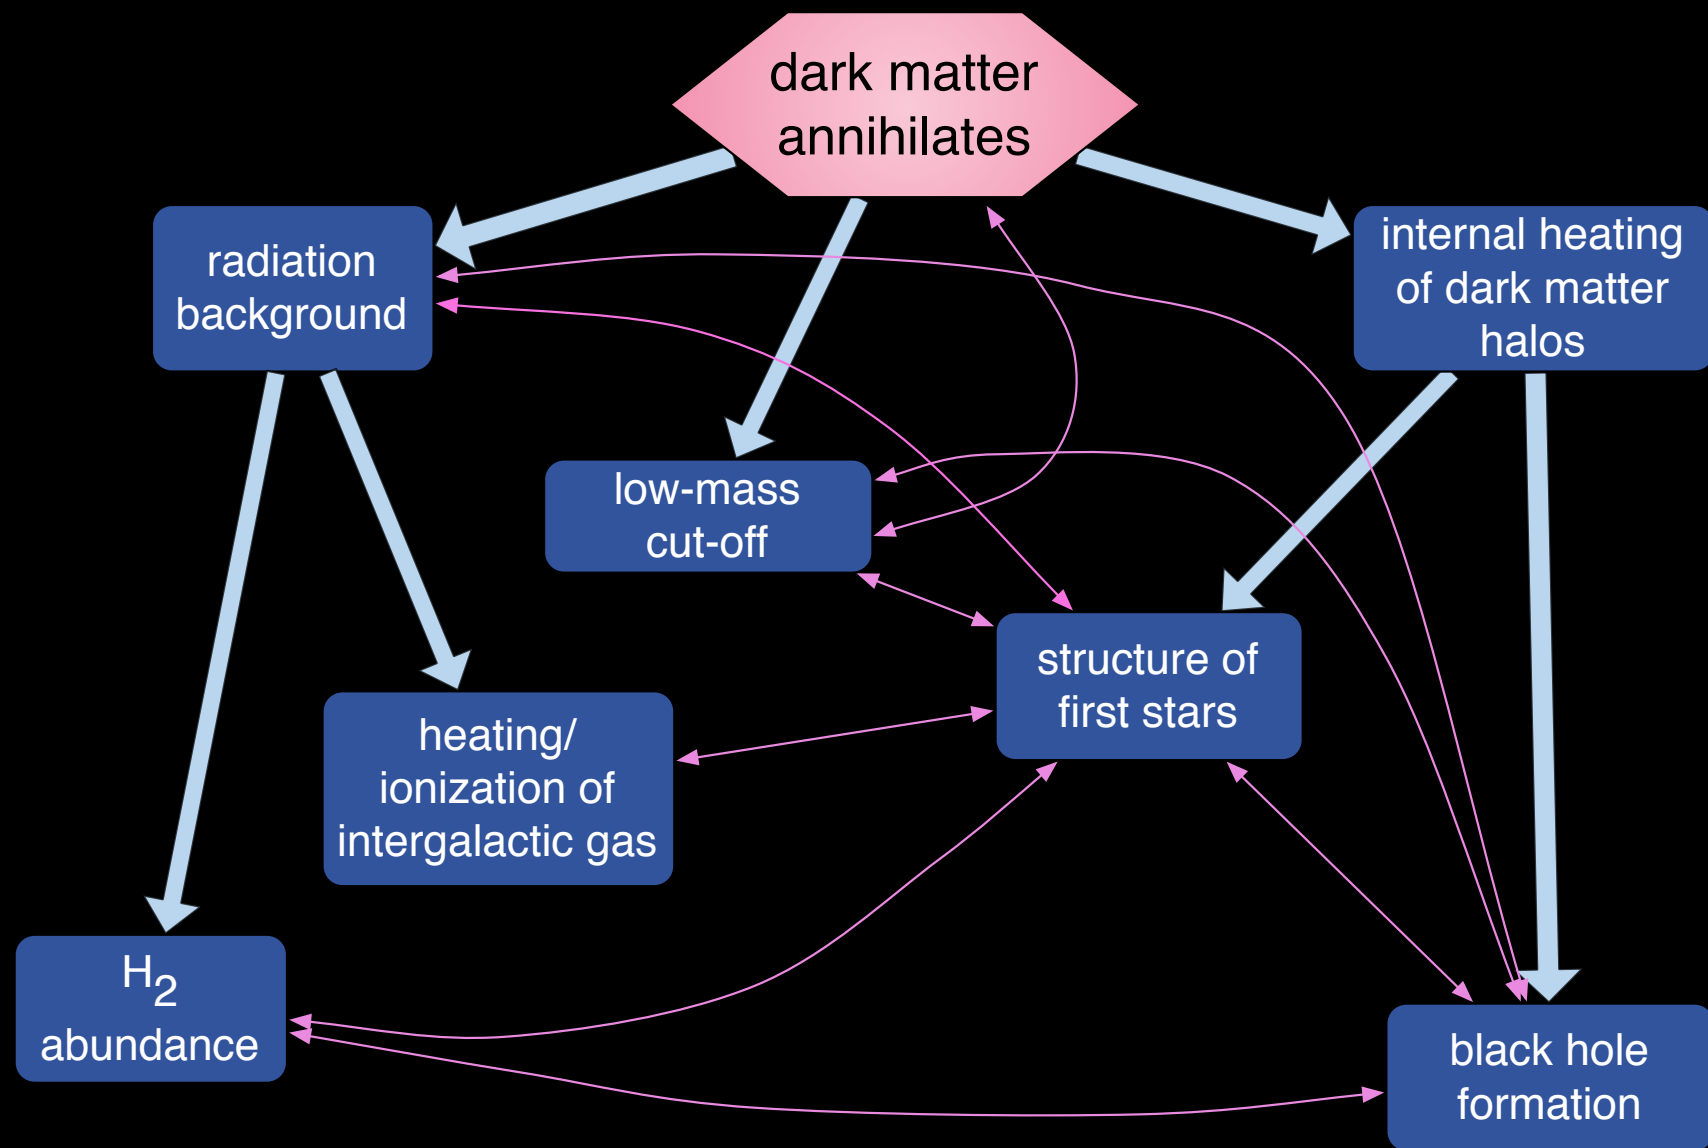 dark matter
annihilates
radiation
background
internal heating
of dark matter
halos
low-mass
cut-off
structure of
first stars
heating/
ionization of
intergalactic gas
H2
abundance
black hole
formation